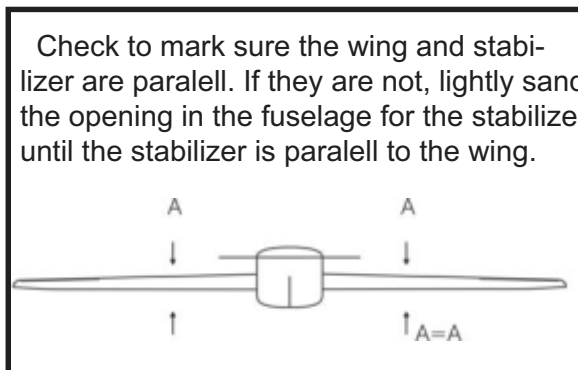 Check to mark sure the wing and stabi-
lizer are paralell. If they are not, lightly sand
the opening in the fuselage for the stabilize
until the stabilizer is paralell to the wing.
A A
A=A